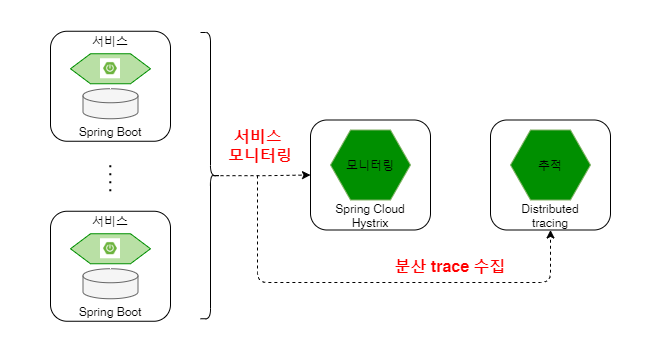 서비스
Spring Boot
서비스
Spring Boot
서비스
모니터링
모니터링
Spring Cloud
Hystrix
추적
Distributed
tracing
분산 trace 수집